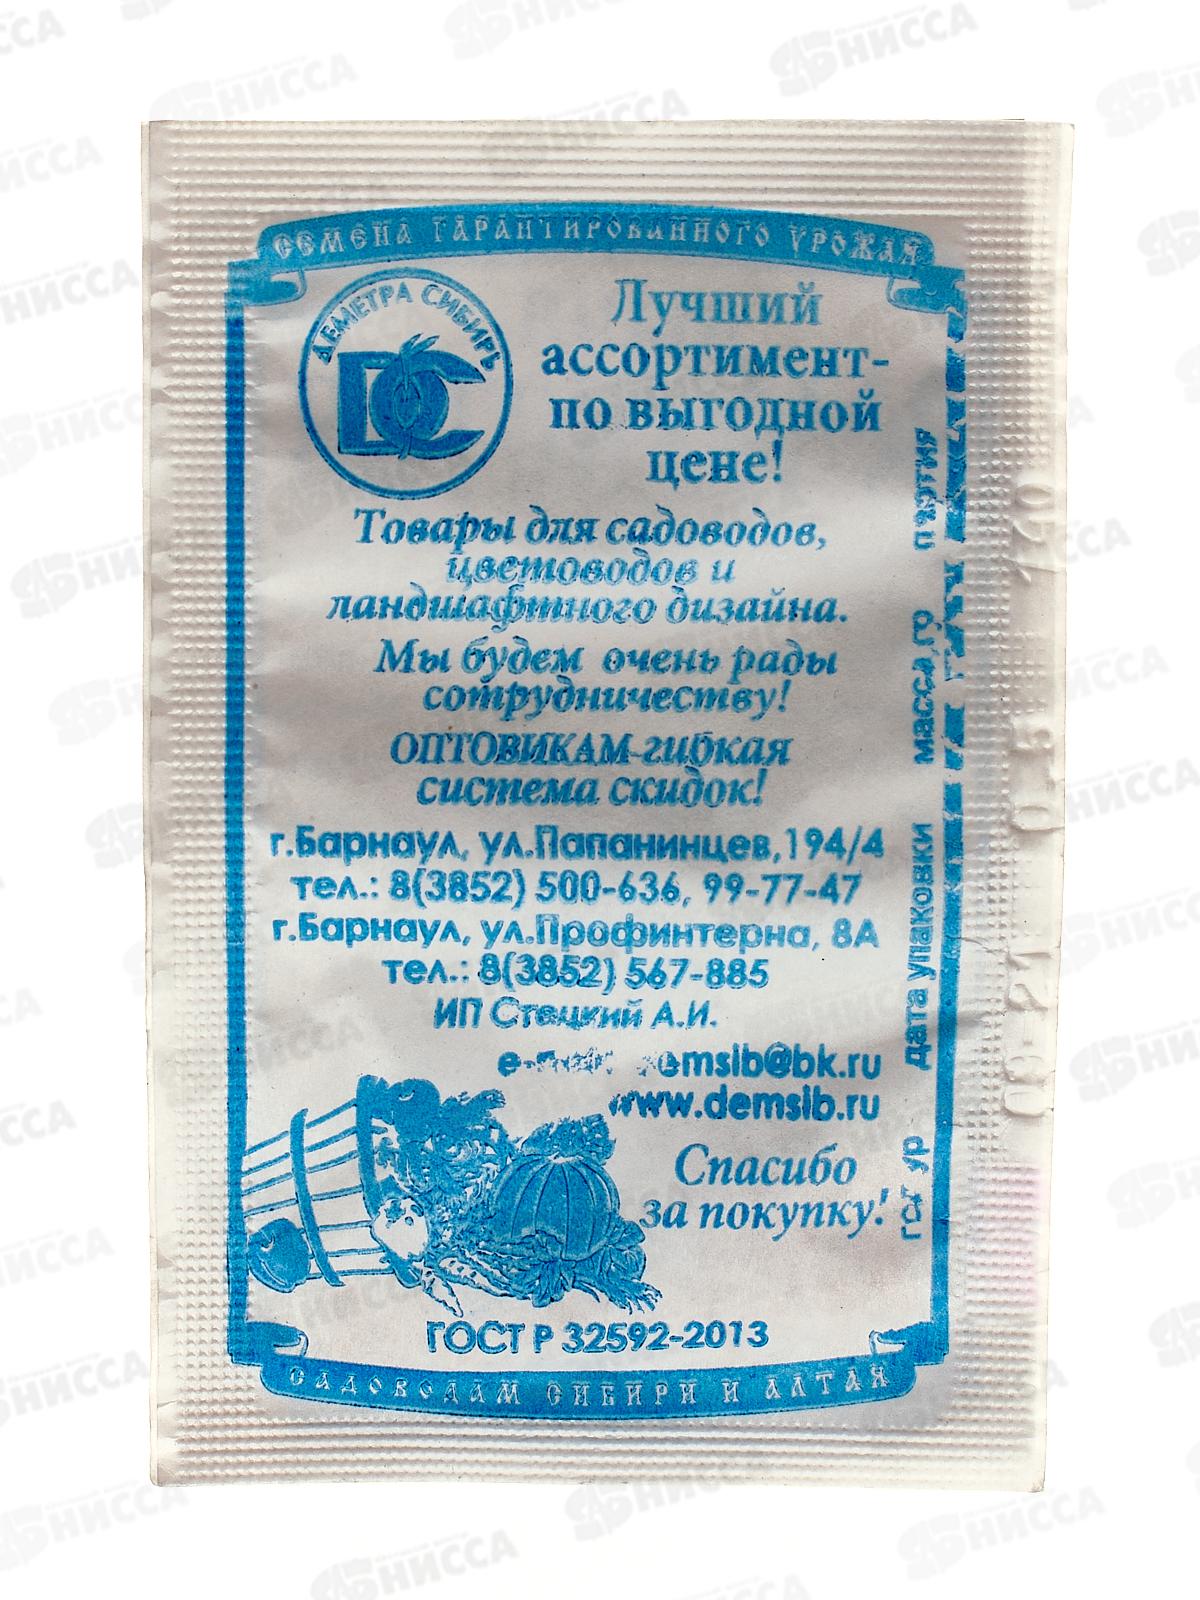 СЕМЕНА ГАРАНТИРОВАННОГО УРОЖАЯ
ДЕМЕТРА СИБИРЬ
ДС
Лучший
ассортимент-
по выгодной
цене!
Товары для садоводов,
цветоводов и
ландшафтного дизайна.
Мы будем очень рады
сотрудничеству!
ОПТОВИКАМ-гибкая
система скидок!
г.Барнаул, ул.Папанинцев,194/4
тел.: 8(3852) 500-636, 99-77-47
г.Барнаул, ул.Профинтерна, 8А
тел.: 8(3852) 567-885
ИП Стецкий А.И.
emsib@bk.ru
www.demsib.ru
Спасибо
за покупку!
ГОСТ Р 32592-2013
САДОВОДАМ СИБИРИ И АЛТАЯ
дата упаковки масса,гр партия
НИССА